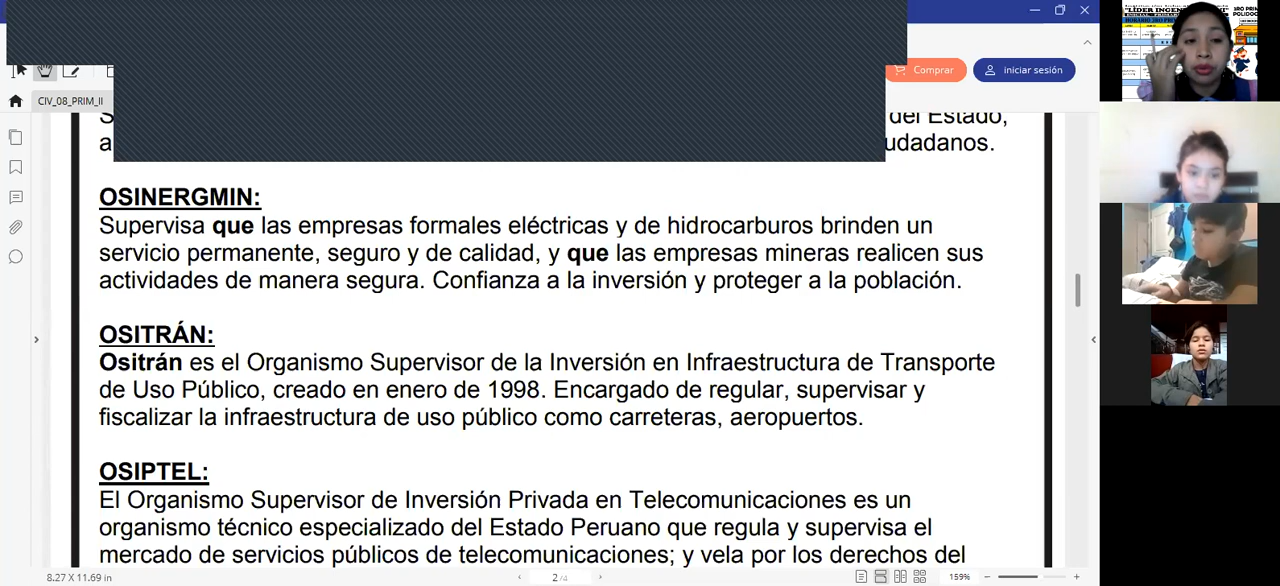 Comprar
iniciar sesión
CIV_08_PRIM_II
del Estado,
udadanos.
OSINERGMIN:
Supervisa que las empresas formales eléctricas y de hidrocarburos brinden un
servicio permanente, seguro y de calidad, y que las empresas mineras realicen sus
actividades de manera segura. Confianza a la inversión y proteger a la población.
OSITRÁN:
Ositrán es el Organismo Supervisor de la Inversión en Infraestructura de Transporte
de Uso Público, creado en enero de 1998. Encargado de regular, supervisar y
fiscalizar la infraestructura de uso público como carreteras, aeropuertos.
OSIPTEL:
El Organismo Supervisor de Inversión Privada en Telecomunicaciones es un
organismo técnico especializado del Estado Peruano que regula y supervisa el
mercado de servicios públicos de telecomunicaciones; y vela por los derechos del
8.27 X 11.69 in
2 /4
159%